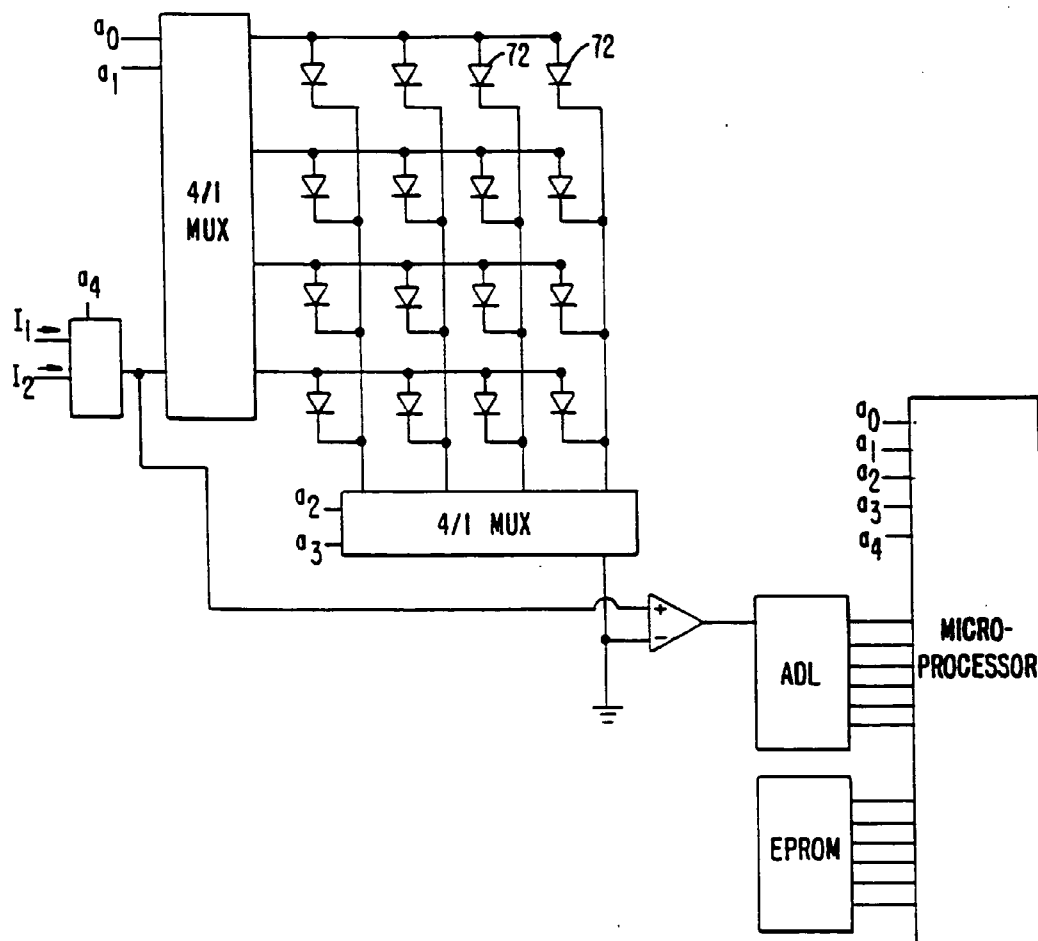 a0
a1
72
72
4/1
MUX
a4
I1
I2
a2
a3
4/1 MUX
+
−
a0
a1
a2
a3
a4
MICRO-
PROCESSOR
ADL
EPROM